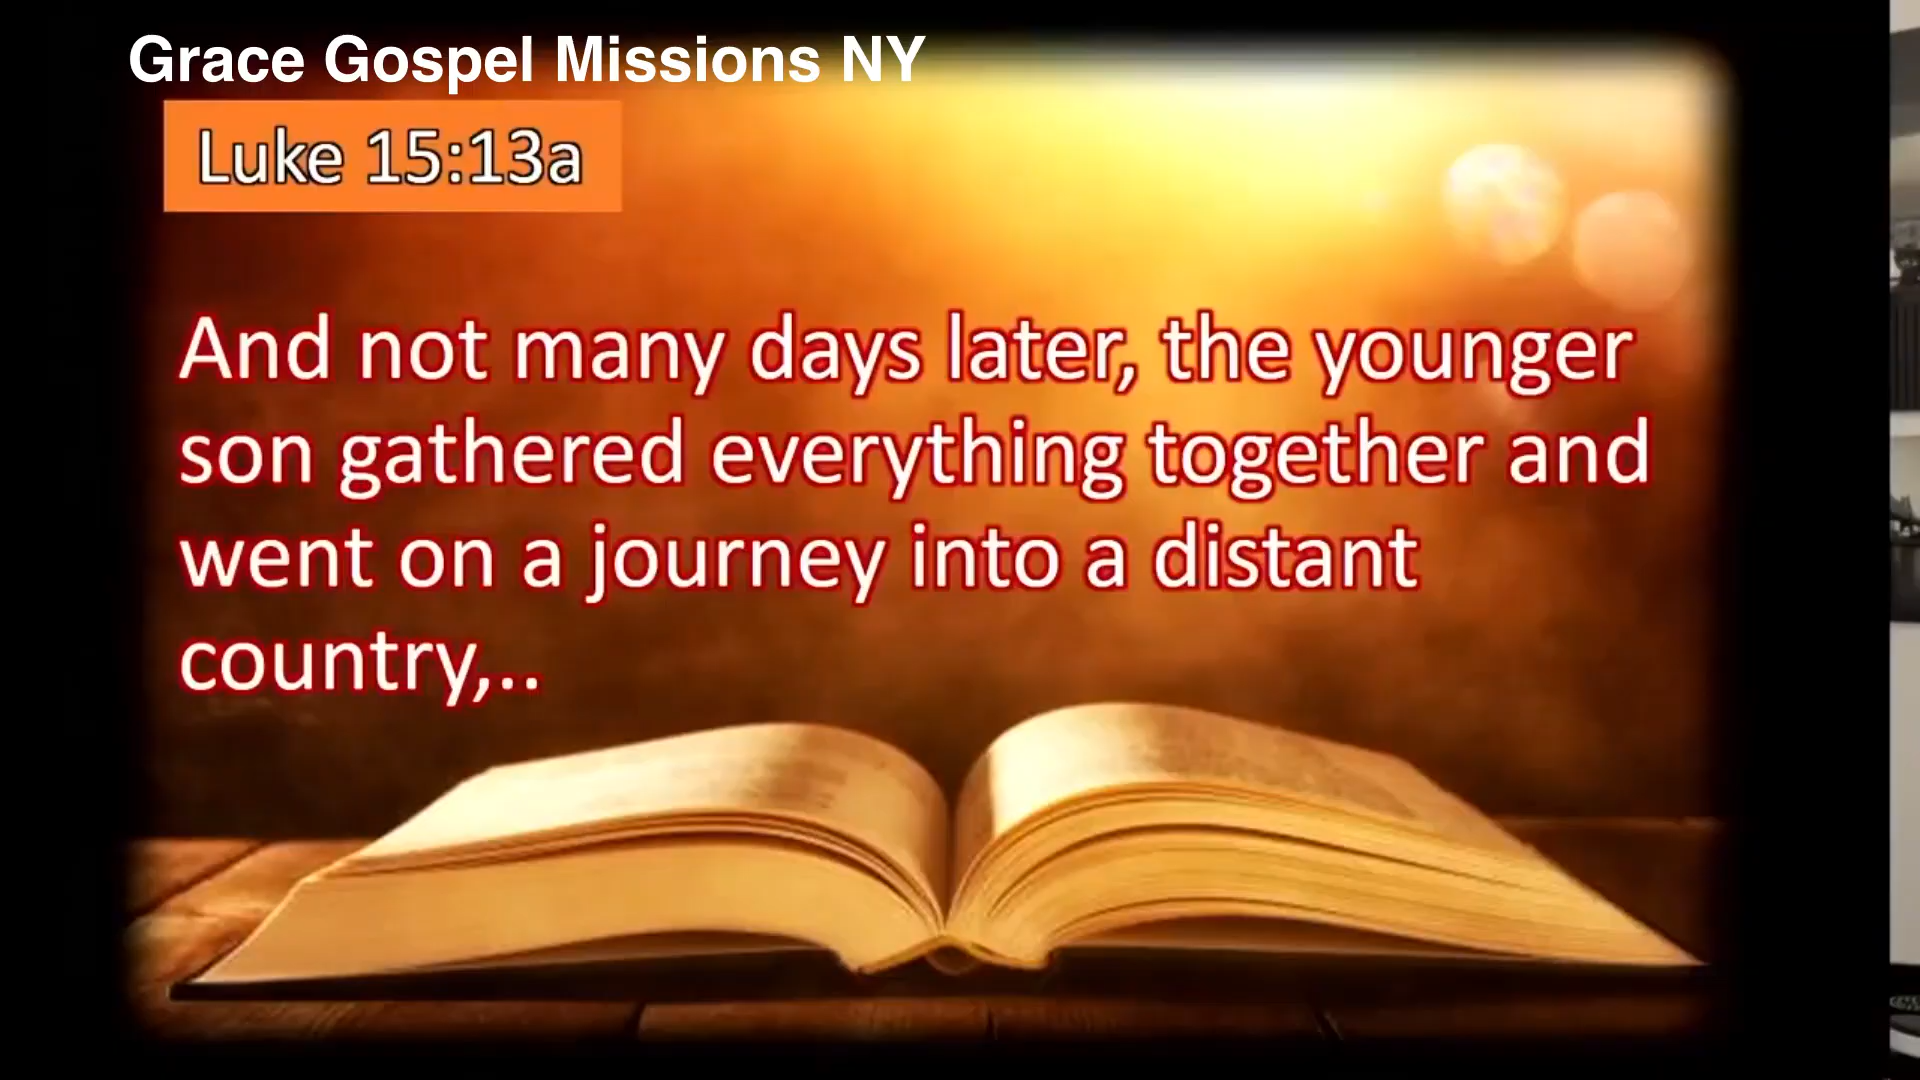 Grace Gospel Missions NY
Luke 15:13a
And not many days later, the younger
son gathered everything together and
went on a journey into a distant
country,..